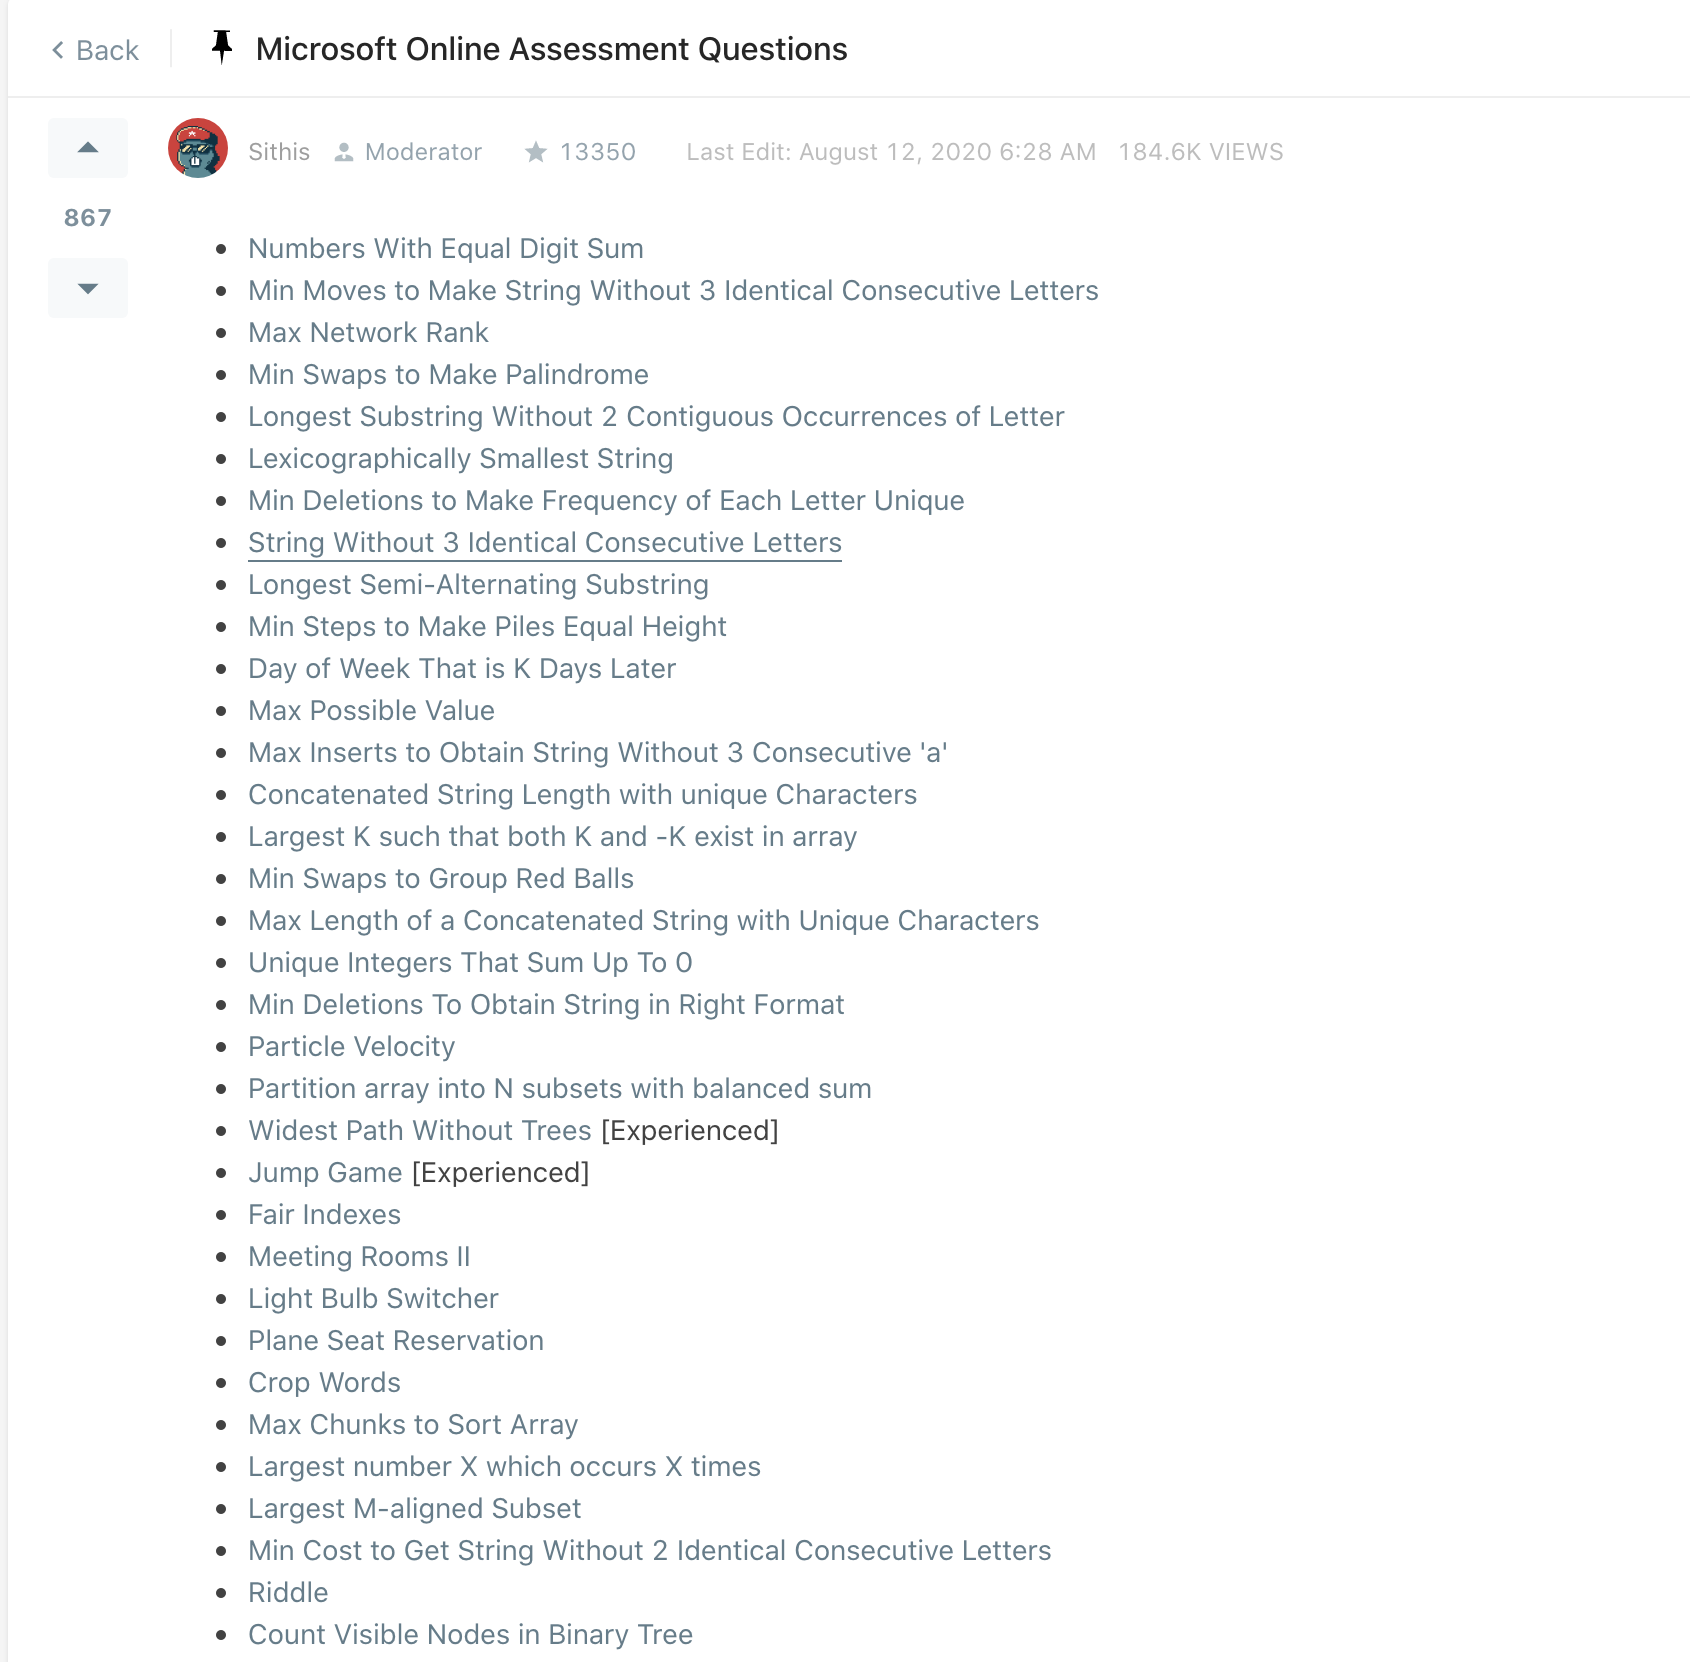 Back
Microsoft Online Assessment Questions
Sithis Moderator 13350 Last Edit: August 12, 2020 6:28 AM 184.6K VIEWS
867
Numbers With Equal Digit Sum
Min Moves to Make String Without 3 Identical Consecutive Letters
Max Network Rank
Min Swaps to Make Palindrome
Longest Substring Without 2 Contiguous Occurrences of Letter
Lexicographically Smallest String
Min Deletions to Make Frequency of Each Letter Unique
String Without 3 Identical Consecutive Letters
Longest Semi-Alternating Substring
Min Steps to Make Piles Equal Height
Day of Week That is K Days Later
Max Possible Value
Max Inserts to Obtain String Without 3 Consecutive 'a'
Concatenated String Length with unique Characters
Largest K such that both K and -K exist in array
Min Swaps to Group Red Balls
Max Length of a Concatenated String with Unique Characters
Unique Integers That Sum Up To 0
Min Deletions To Obtain String in Right Format
Particle Velocity
Partition array into N subsets with balanced sum
Widest Path Without Trees [Experienced]
Jump Game [Experienced]
Fair Indexes
Meeting Rooms II
Light Bulb Switcher
Plane Seat Reservation
Crop Words
Max Chunks to Sort Array
Largest number X which occurs X times
Largest M-aligned Subset
Min Cost to Get String Without 2 Identical Consecutive Letters
Riddle
Count Visible Nodes in Binary Tree